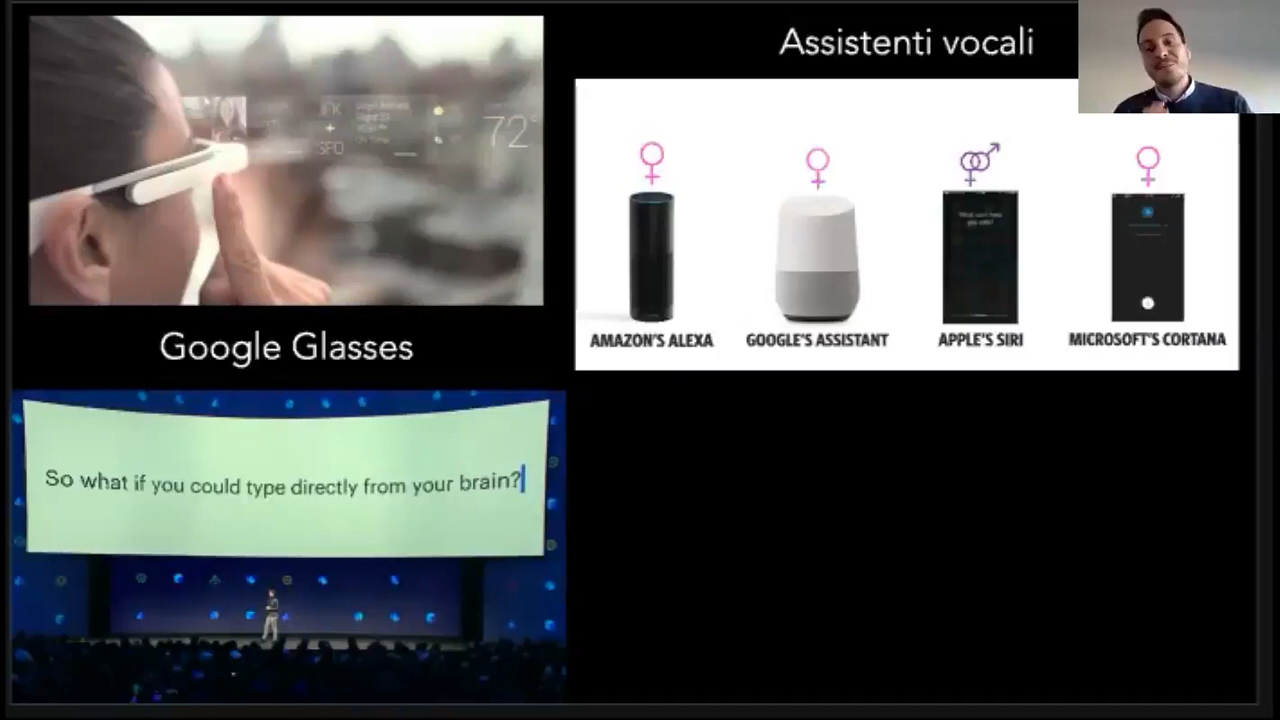 Assistenti vocali
72°
SFO
AMAZON'S ALEXA
GOOGLE'S ASSISTANT
APPLE'S SIRI
MICROSOFT'S CORTANA
Google Glasses
So what if you could type directly from your brain?